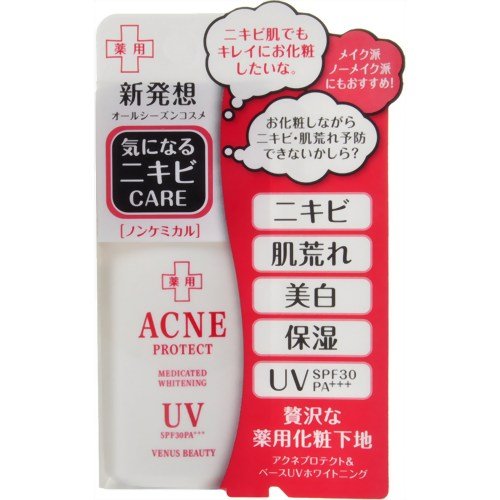 薬用
新発想
オールシーズンコスメ
気になる
ニキビ
CARE
[ノンケミカル]
薬用
ACNE
PROTECT
MEDICATED
WHITENING
UV
SPF30PA+++
VENUS BEAUTY
ニキビ肌でも
キレイにお化粧
したいな。
メイク派
ノーメイク派
にもおすすめ!
お化粧しながら
ニキビ・肌荒れ予防
できないかしら?
ニキビ
肌荒れ
美白
保湿
UV SPF30 PA+++
贅沢な
薬用化粧下地
アクネプロテクト&
ベースUVホワイトニング